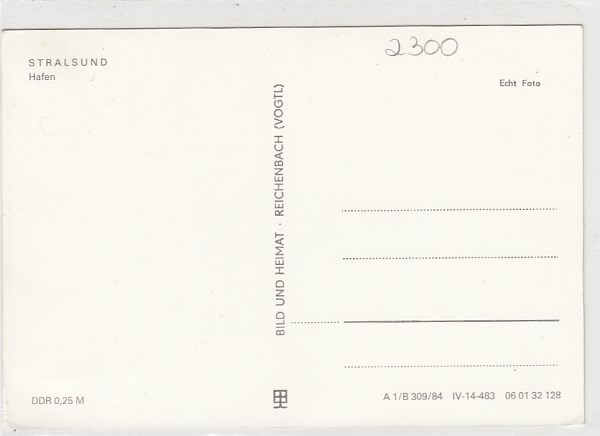 STRALSUND
Hafen
2300
Echt Foto
BILD UND HEIMAT · REICHENBACH (VOGTL)
DDR 0,25 M
A 1/B 309/84 IV-14-483 06 01 32 128